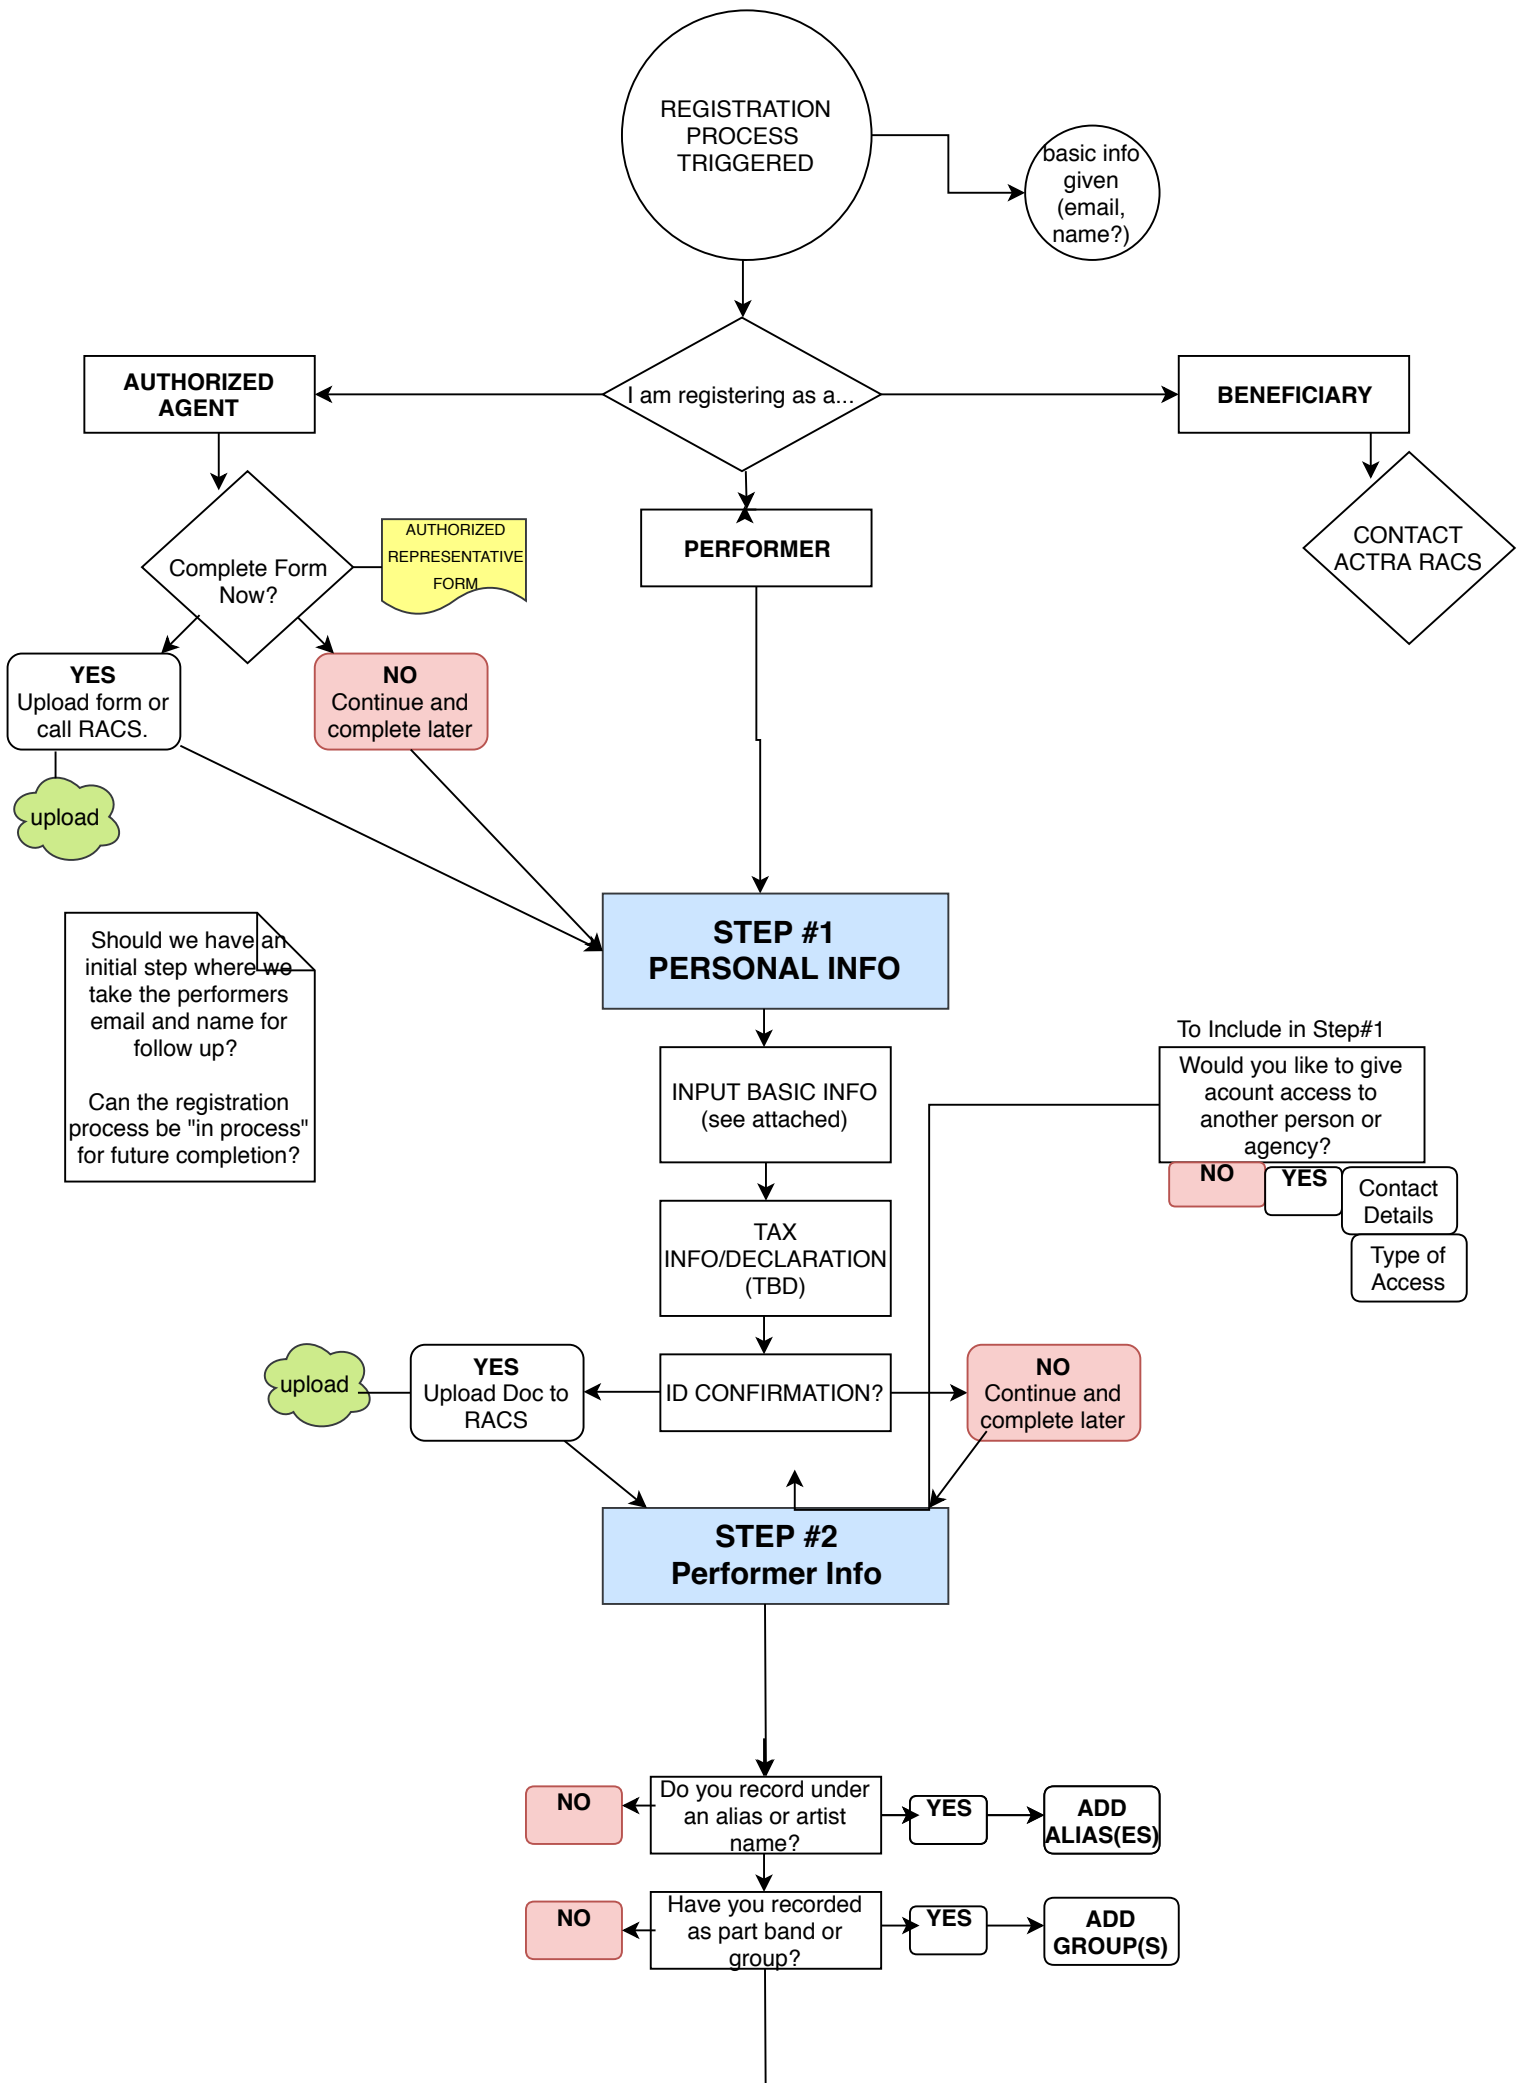 REGISTRATION
PROCESS
TRIGGERED
basic info
given
(email,
name?)
AUTHORIZED
AGENT
I am registering as a...
BENEFICIARY
Complete Form
Now?
AUTHORIZED
REPRESENTATIVE
FORM
PERFORMER
CONTACT
ACTRA RACS
YES
Upload form or
call RACS.
NO
Continue and
complete later
upload
STEP #1
PERSONAL INFO
Should we have an
initial step where we
take the performers
email and name for
follow up?
Can the registration
process be "in process"
for future completion?
To Include in Step#1
Would you like to give
acount access to
another person or
agency?
NO
YES
Contact
Details
Type of
Access
INPUT BASIC INFO
(see attached)
TAX
INFO/DECLARATION
(TBD)
upload
YES
Upload Doc to
RACS
ID CONFIRMATION?
NO
Continue and
complete later
STEP #2
Performer Info
NO
Do you record under
an alias or artist
name?
YES
ADD
ALIAS(ES)
NO
Have you recorded
as part band or
group?
YES
ADD
GROUP(S)